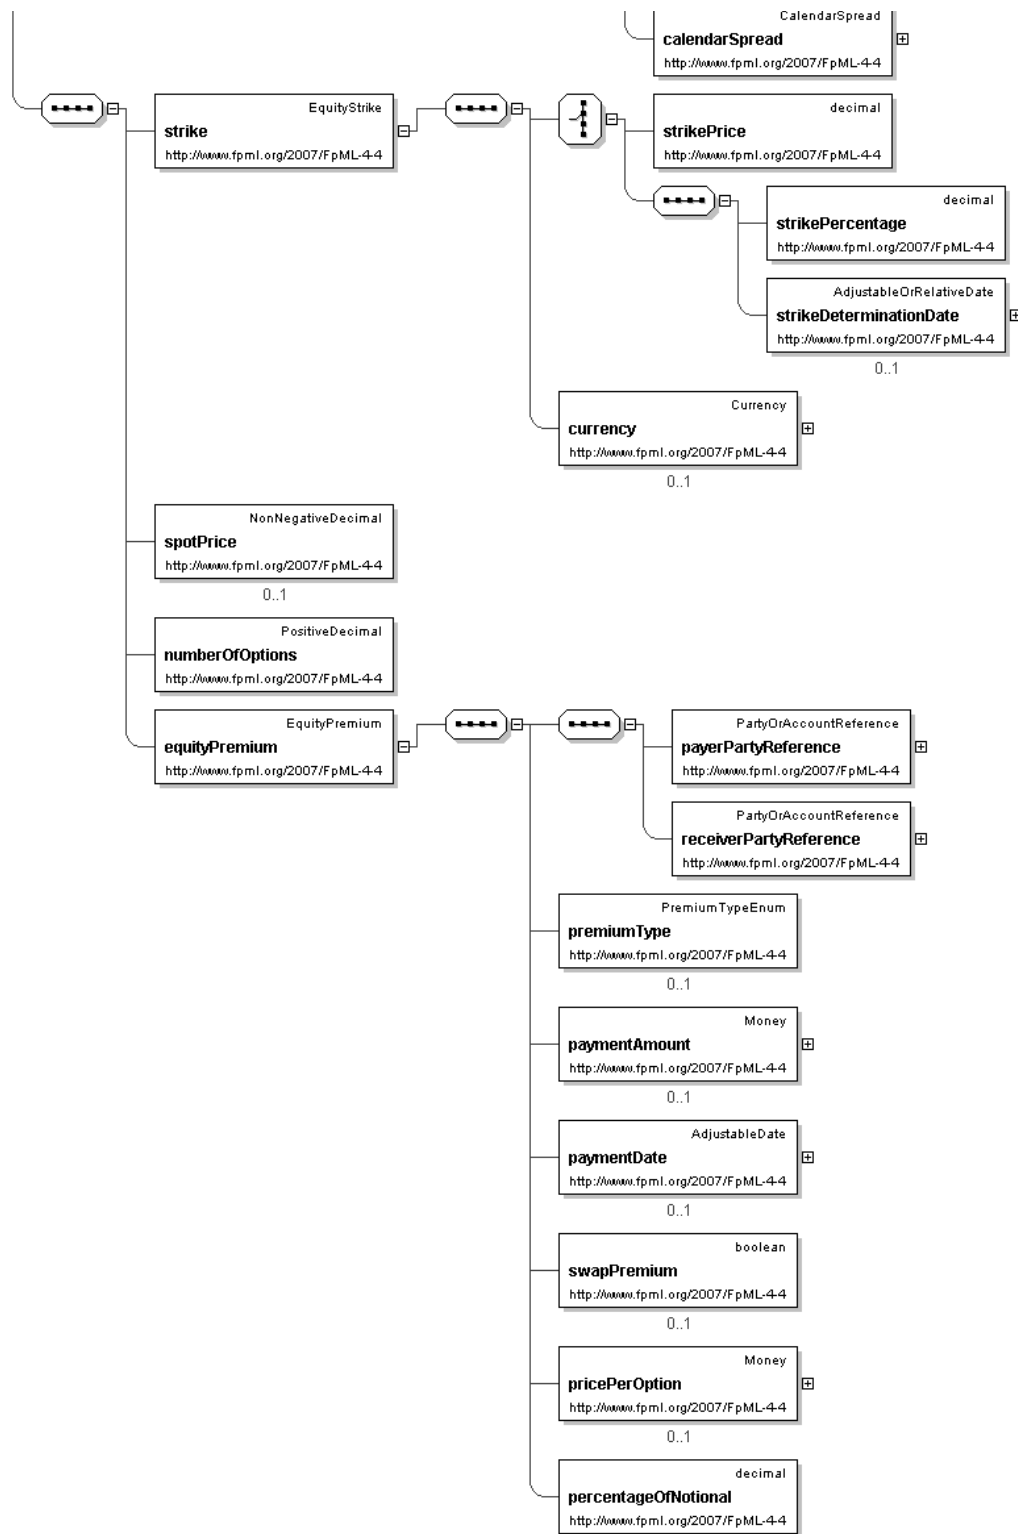 CalendarSpread
calendarSpread
http://www.fpml.org/2007/FpML-4-4
EquityStrike
strike
http://www.fpml.org/2007/FpML-4-4
decimal
strikePrice
http://www.fpml.org/2007/FpML-4-4
decimal
strikePercentage
http://www.fpml.org/2007/FpML-4-4
AdjustableOrRelativeDate
strikeDeterminationDate
http://www.fpml.org/2007/FpML-4-4
0..1
Currency
currency
http://www.fpml.org/2007/FpML-4-4
0..1
NonNegativeDecimal
spotPrice
http://www.fpml.org/2007/FpML-4-4
0..1
PositiveDecimal
numberOfOptions
http://www.fpml.org/2007/FpML-4-4
EquityPremium
equityPremium
http://www.fpml.org/2007/FpML-4-4
PartyOrAccountReference
payerPartyReference
http://www.fpml.org/2007/FpML-4-4
PartyOrAccountReference
receiverPartyReference
http://www.fpml.org/2007/FpML-4-4
PremiumTypeEnum
premiumType
http://www.fpml.org/2007/FpML-4-4
0..1
Money
paymentAmount
http://www.fpml.org/2007/FpML-4-4
0..1
AdjustableDate
paymentDate
http://www.fpml.org/2007/FpML-4-4
0..1
boolean
swapPremium
http://www.fpml.org/2007/FpML-4-4
0..1
Money
pricePerOption
http://www.fpml.org/2007/FpML-4-4
0..1
decimal
percentageOfNotional
http://www.fpml.org/2007/FpML-4-4